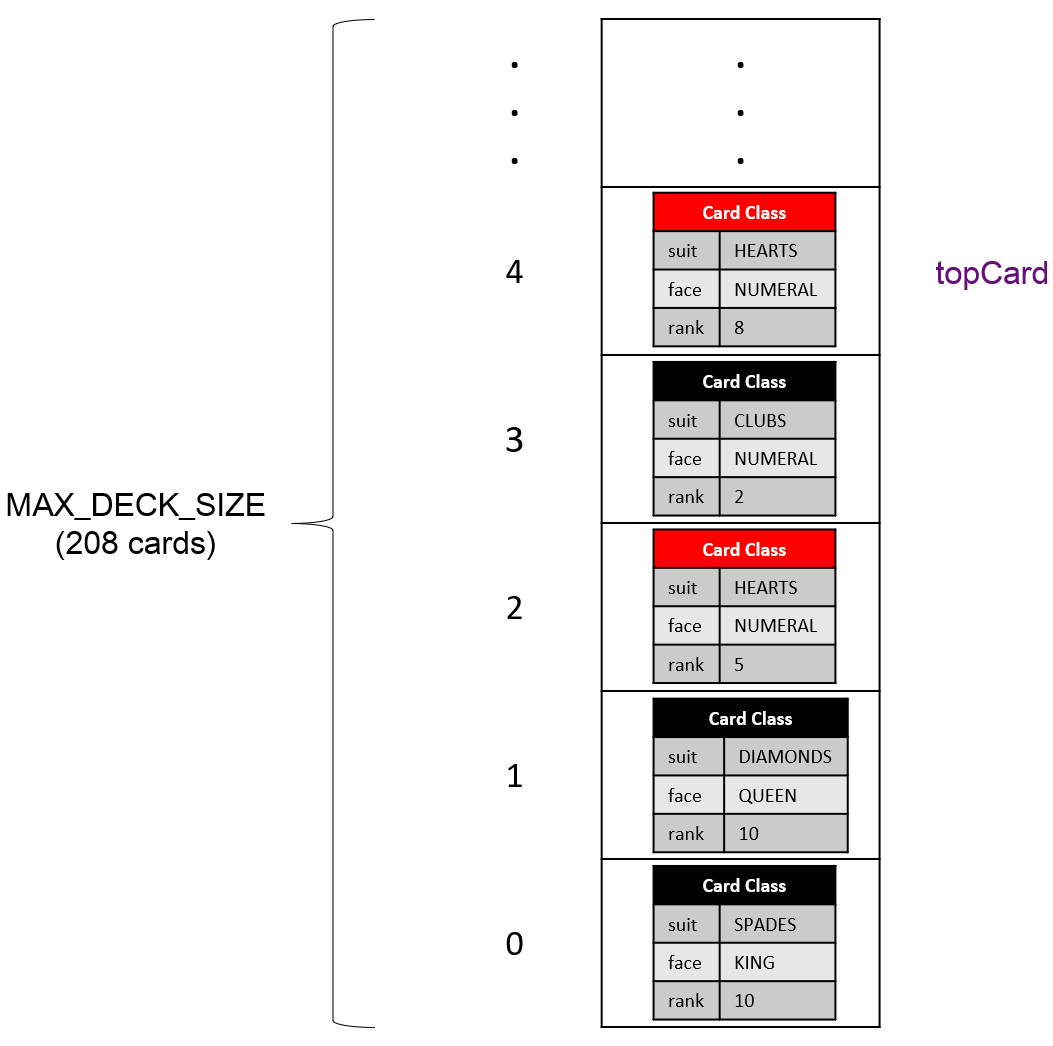 .
.
.
.
.
.
Card Class
suit HEARTS
face NUMERAL
rank 8
4
topCard
Card Class
suit CLUBS
face NUMERAL
rank 2
3
MAX_DECK_SIZE
(208 cards)
Card Class
suit HEARTS
face NUMERAL
rank 5
2
Card Class
suit DIAMONDS
face QUEEN
rank 10
1
Card Class
suit SPADES
face KING
rank 10
0